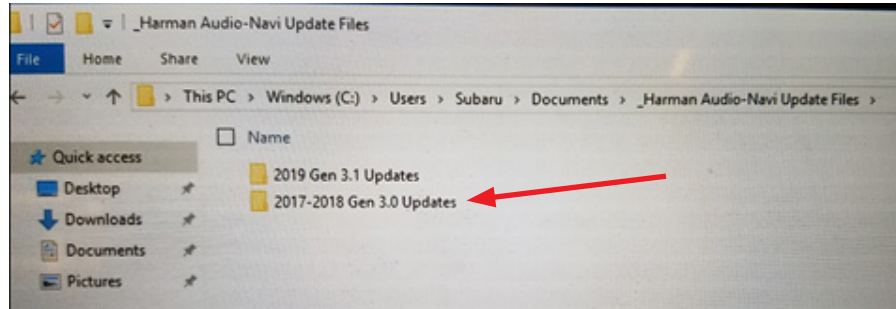 _Harman Audio-Navi Update Files
File Home Share View
This PC > Windows (C:) > Users > Subaru > Documents > _Harman Audio-Navi Update Files >
Name
Quick access
2019 Gen 3.1 Updates
Desktop
2017-2018 Gen 3.0 Updates
Downloads
Documents
Pictures